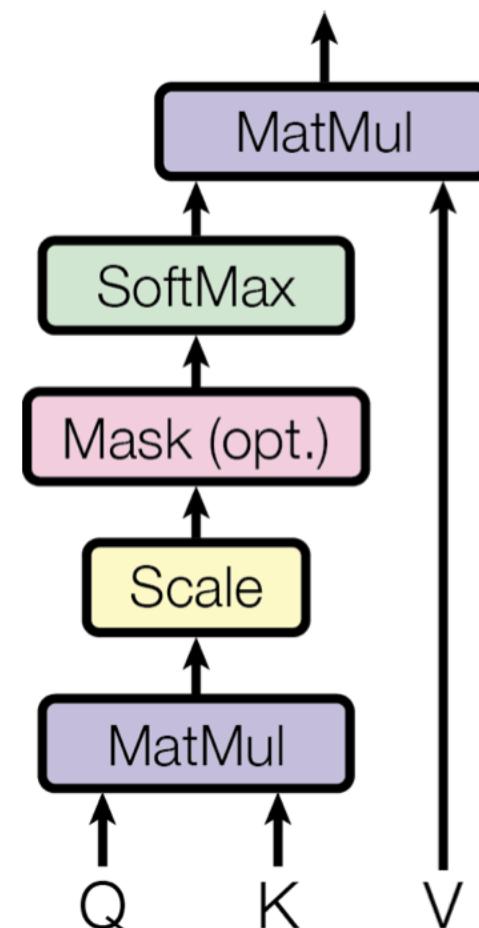 MatMul
SoftMax
Mask (opt.)
Scale
MatMul
Q K V